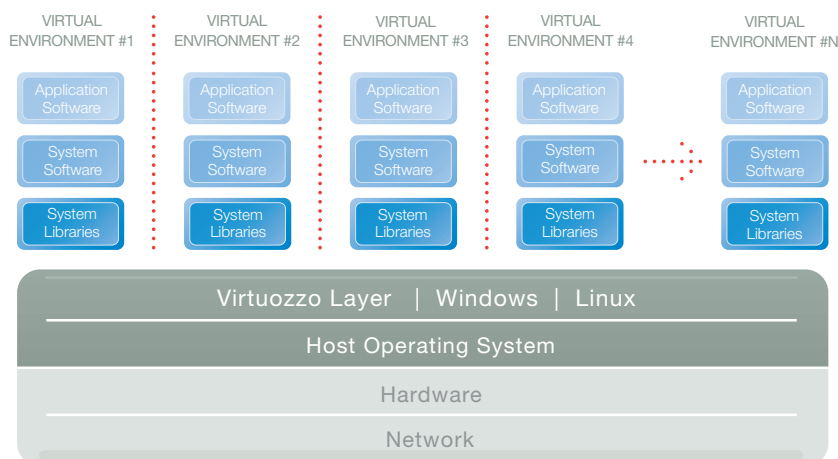 VIRTUAL
ENVIRONMENT #1
VIRTUAL
ENVIRONMENT #2
VIRTUAL
ENVIRONMENT #3
VIRTUAL
ENVIRONMENT #4
VIRTUAL
ENVIRONMENT #N
Application
Software
Application
Software
Application
Software
Application
Software
Application
Software
System
Software
System
Software
System
Software
System
Software
System
Software
System
Libraries
System
Libraries
System
Libraries
System
Libraries
System
Libraries
Virtuozzo Layer | Windows | Linux
Host Operating System
Hardware
Network